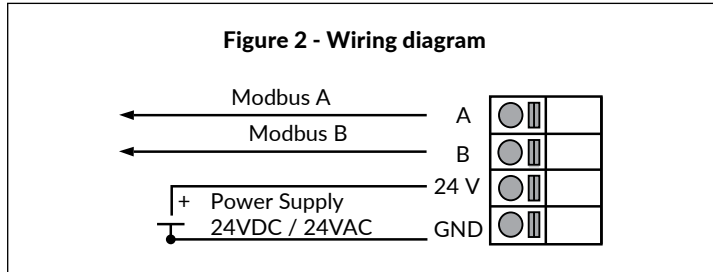 Figure 2 - Wiring diagram
Modbus A
A
Modbus B
B
24 V
+ Power Supply
24VDC / 24VAC
GND